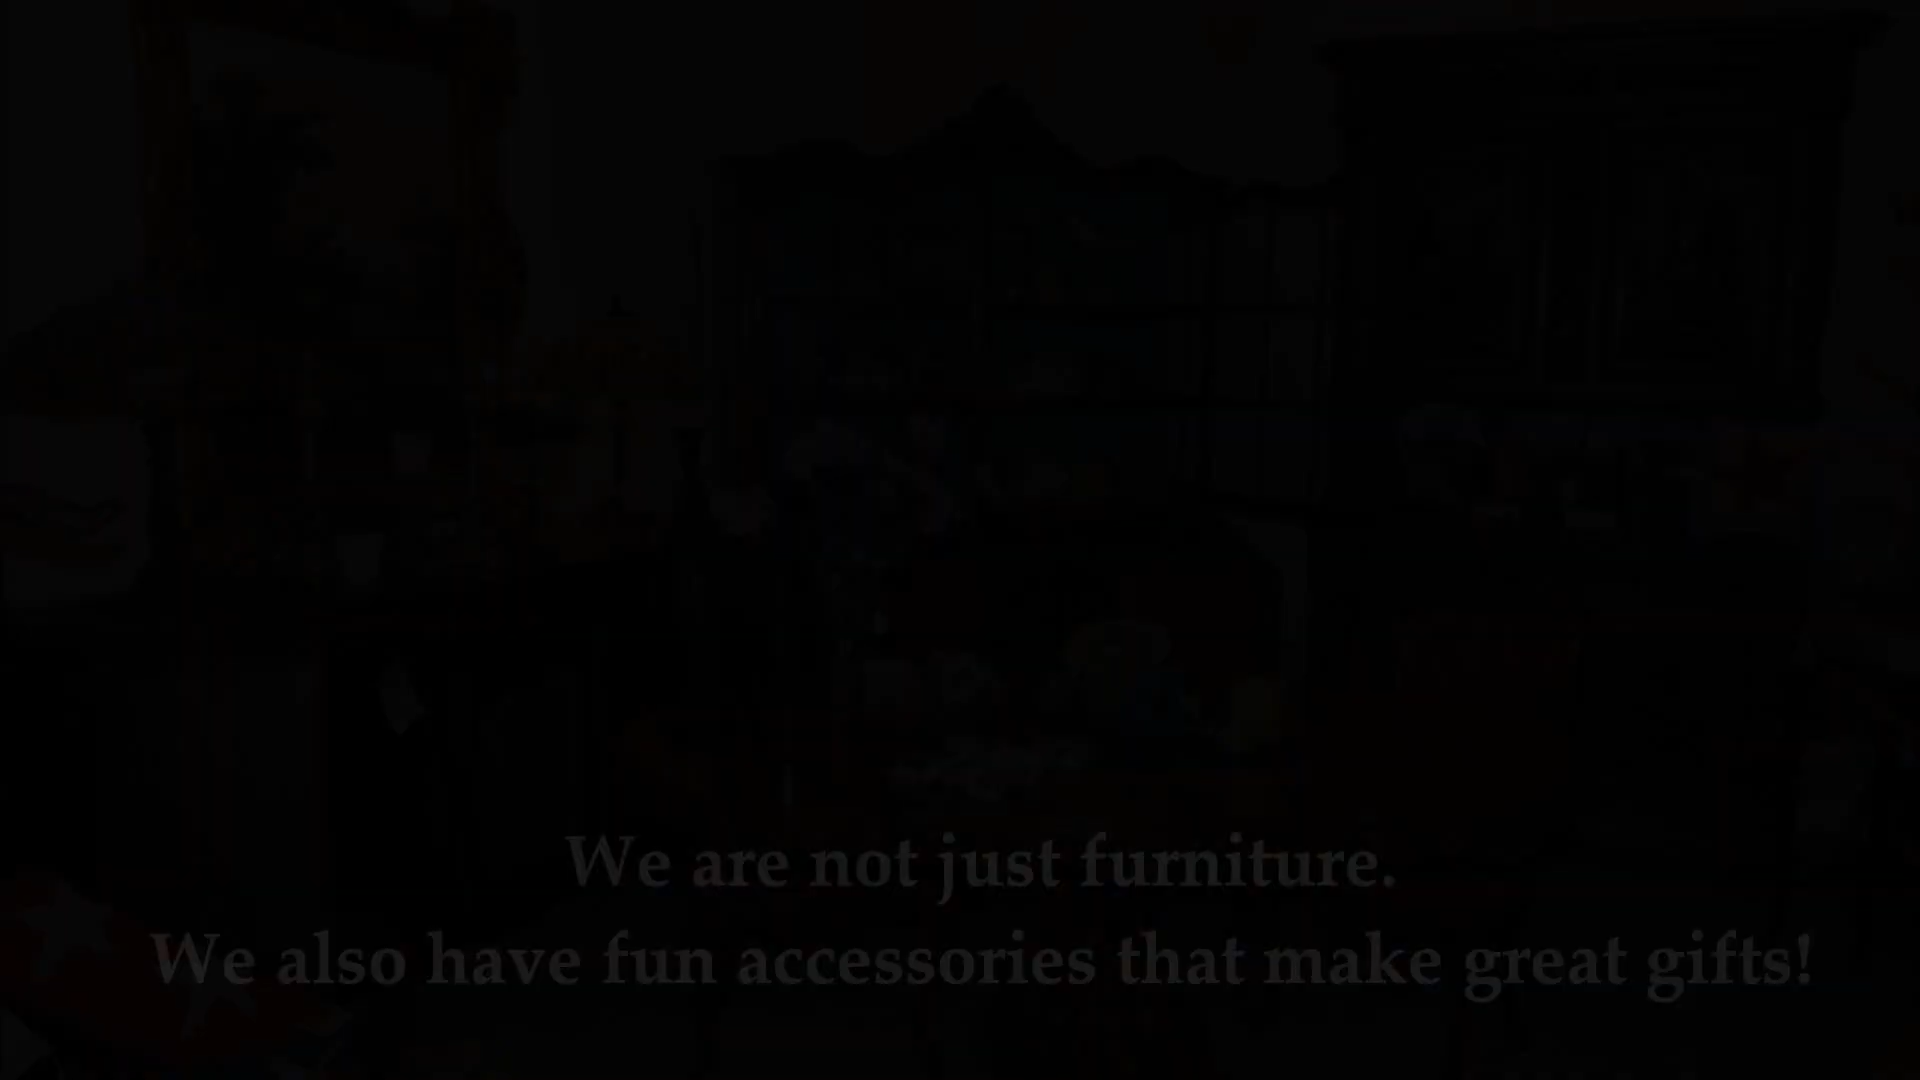 We are not just furniture.
We also have fun accessories that make great gifts!